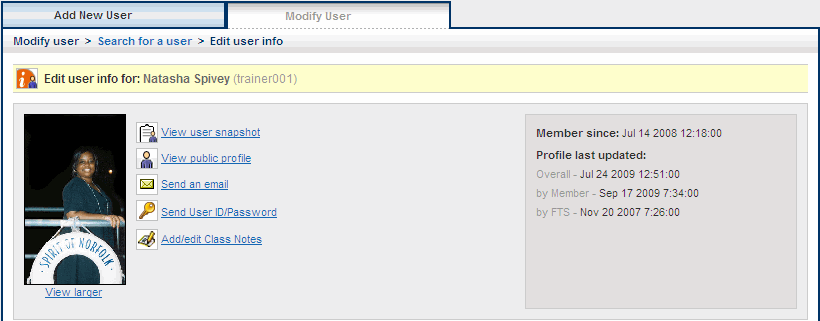 Add New User
Modify User
Modify user > Search for a user > Edit user info
Edit user info for: Natasha Spivey (trainer001)
View user snapshot
View public profile
Send an email
Send User ID/Password
Add/edit Class Notes
SPIRIT OF NORFOLK
View larger
Member since: Jul 14 2008 12:18:00
Profile last updated:
Overall - Jul 24 2009 12:51:00
by Member - Sep 17 2009 7:34:00
by FTS - Nov 20 2007 7:26:00